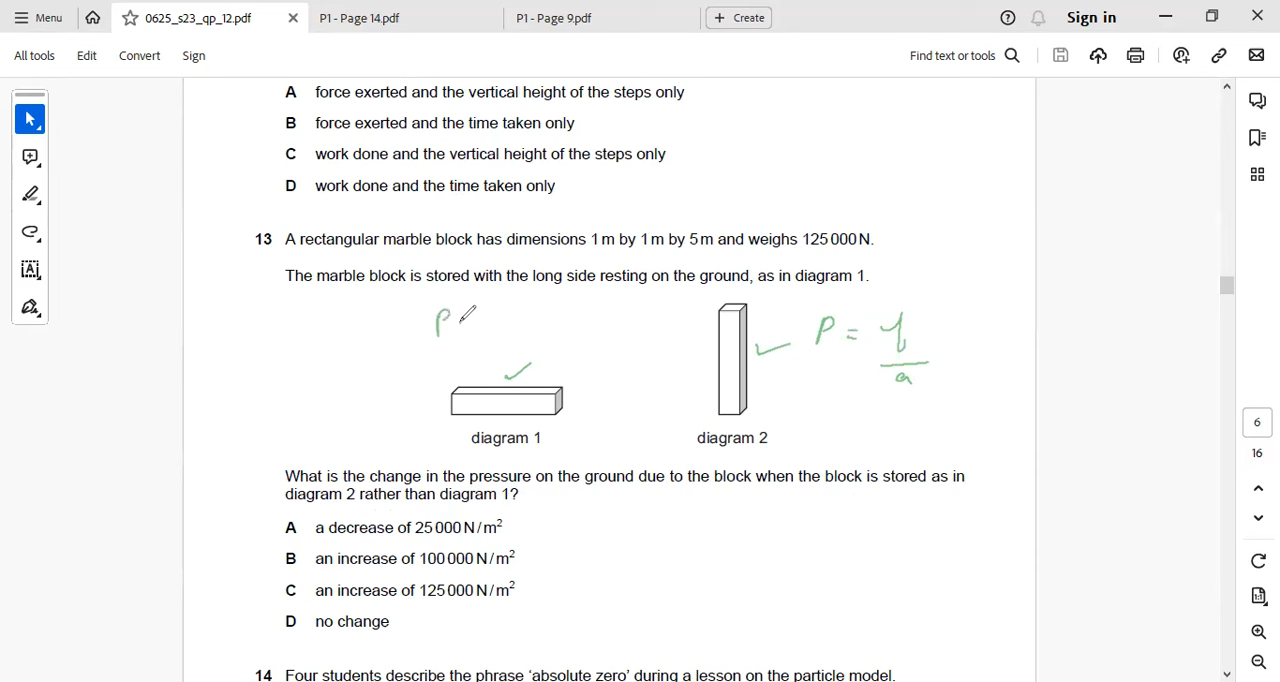 Menu
0625_s23_qp_12.pdf
P1 - Page 14.pdf
P1 - Page 9.pdf
Create
Sign in
All tools
Edit
Convert
Sign
Find text or tools
A force exerted and the vertical height of the steps only
B force exerted and the time taken only
C work done and the vertical height of the steps only
D work done and the time taken only
13 A rectangular marble block has dimensions 1 m by 1 m by 5 m and weighs 125 000 N.
The marble block is stored with the long side resting on the ground, as in diagram 1.
P
P =
a
diagram 1
diagram 2
What is the change in the pressure on the ground due to the block when the block is stored as in
diagram 2 rather than diagram 1?
A a decrease of 25 000 N / m²
B an increase of 100 000 N / m²
C an increase of 125 000 N / m²
D no change
14 Four students describe the phrase ‘absolute zero’ during a lesson on the particle model.
6
16
1:1